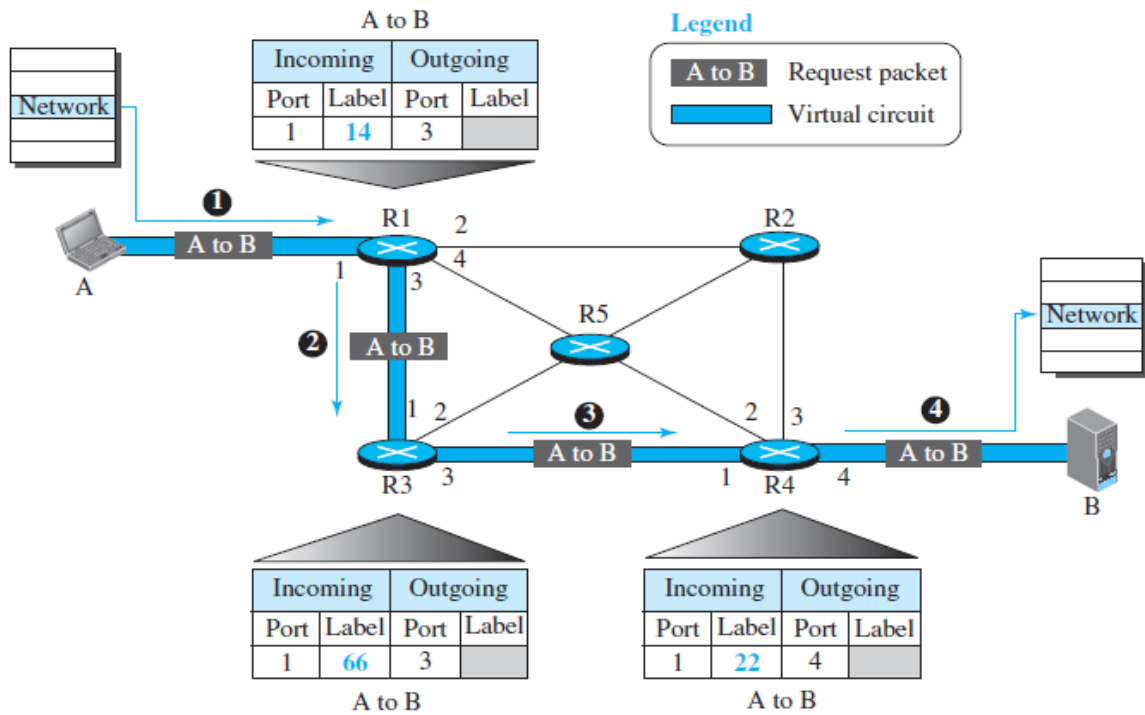 A to B
Incoming Outgoing
Port Label Port Label
1 14 3
Legend
A to B Request packet
Virtual circuit
Network
1
R1
2
R2
A to B
1
3
4
A
R5
Network
2
A to B
1
2
3
2
3
4
A to B
A to B
R3
3
1
R4
4
B
Incoming Outgoing
Port Label Port Label
1 66 3
A to B
Incoming Outgoing
Port Label Port Label
1 22 4
A to B